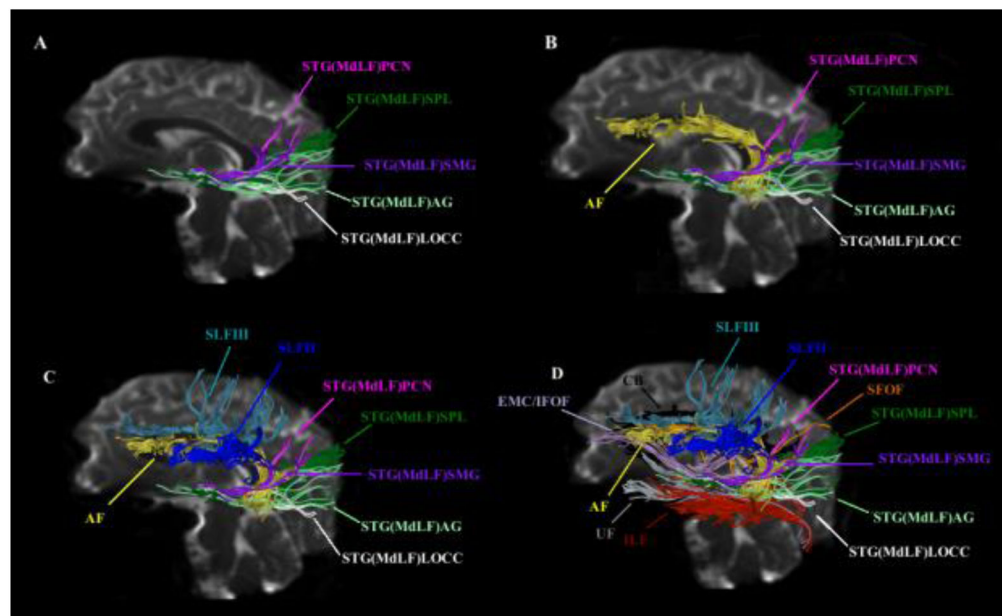 A
STG(MdLF)PCN
STG(MdLF)SPL
STG(MdLF)SMG
STG(MdLF)AG
STG(MdLF)LOCC
B
STG(MdLF)PCN
STG(MdLF)SPL
STG(MdLF)SMG
AF
STG(MdLF)AG
STG(MdLF)LOCC
C
SLFIII
SLFII
STG(MdLF)PCN
STG(MdLF)SPL
STG(MdLF)SMG
AF
STG(MdLF)AG
STG(MdLF)LOCC
D
SLFIII
SLFII
STG(MdLF)PCN
CB
SFOF
EMC/IFOF
STG(MdLF)SPL
STG(MdLF)SMG
AF
STG(MdLF)AG
UF
ILF
STG(MdLF)LOCC